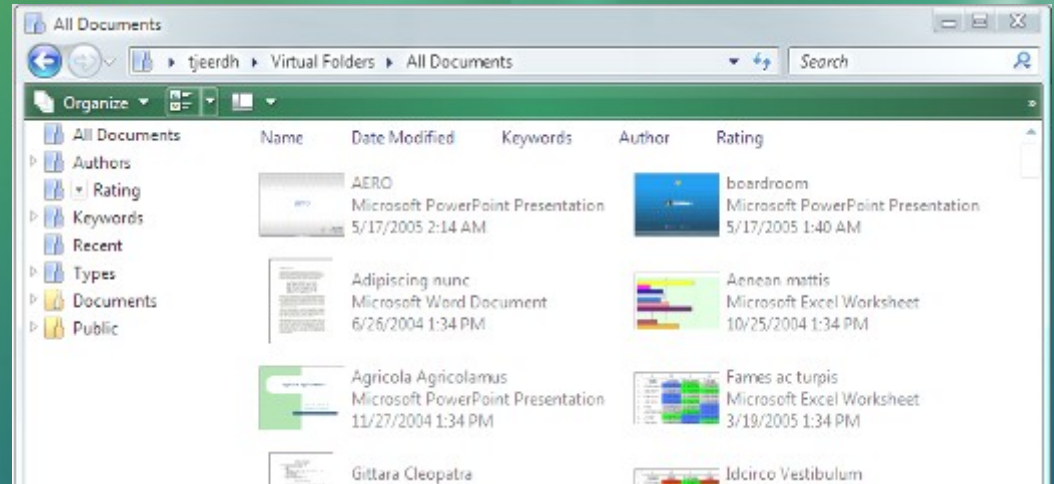 All Documents
tjeerdh ▸ Virtual Folders ▸ All Documents
Search
Organize
All Documents
Authors
Rating
Keywords
Recent
Types
Documents
Public
Name Date Modified Keywords Author Rating
AERO
Microsoft PowerPoint Presentation
5/17/2005 2:14 AM
boardroom
Microsoft PowerPoint Presentation
5/17/2005 1:40 AM
Adipiscing nunc
Microsoft Word Document
6/26/2004 1:34 PM
Aenean mattis
Microsoft Excel Worksheet
10/25/2004 1:34 PM
Agricola Agricolamus
Microsoft PowerPoint Presentation
11/27/2004 1:34 PM
Fames ac turpis
Microsoft Excel Worksheet
3/19/2005 1:34 PM
Gittara Cleopatra
Idcirco Vestibulum